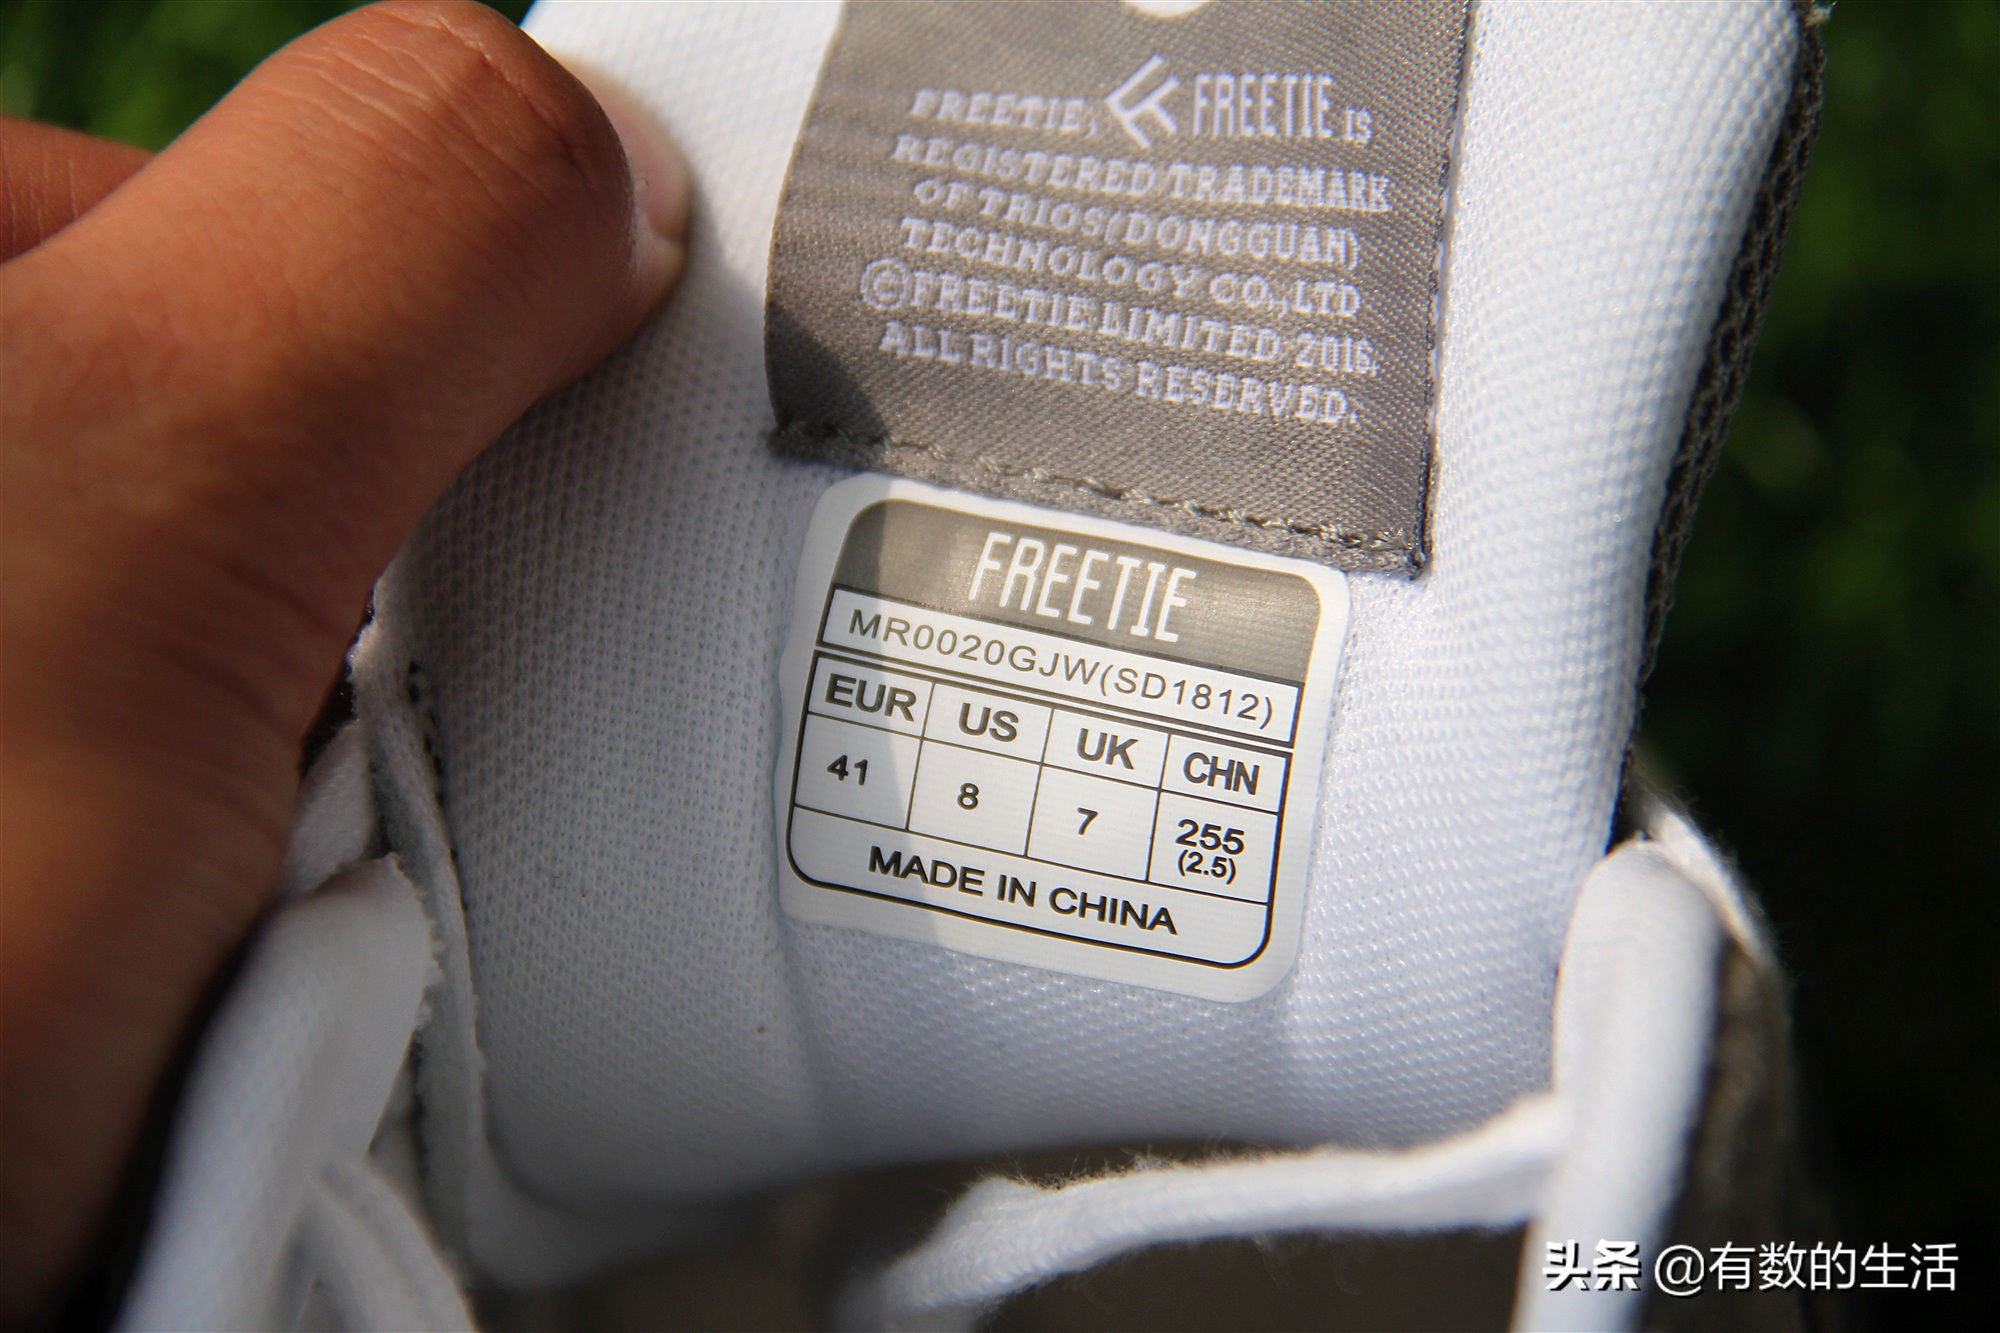 FREETIE, FREETIE IS
REGISTERED TRADEMARK
OF TRIOS(DONGGUAN)
TECHNOLOGY CO.,LTD
©FREETIE LIMITED 2016.
ALL RIGHTS RESERVED.
FREETIE
MR0020GJW(SD1812)
EUR US UK CHN
41 8 7 255
(2.5)
MADE IN CHINA
头条 @有数的生活